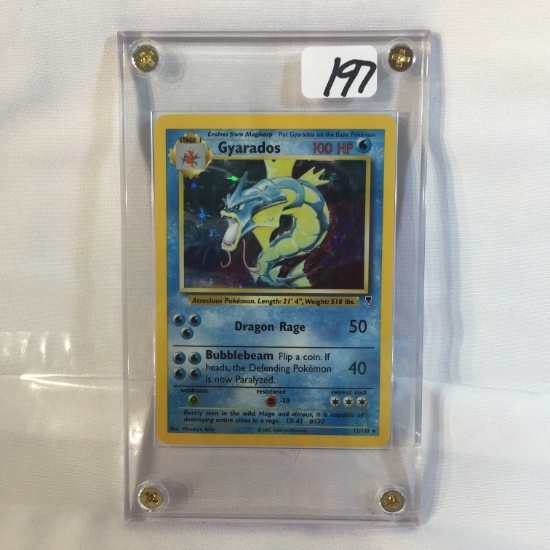 197
Evolves from Magikarp Put Gyarados on the Basic Pokémon
STAGE 1
Gyarados 100 HP
Atrocious Pokémon. Length: 21' 4", Weight: 518 lbs.
Dragon Rage 50
Bubblebeam Flip a coin. If
heads, the Defending Pokémon 40
is now Paralyzed.
weakness resistance retreat cost
-30
Rarely seen in the wild. Huge and vicious, it is capable of
destroying entire cities in a rage. LV. 41 #130